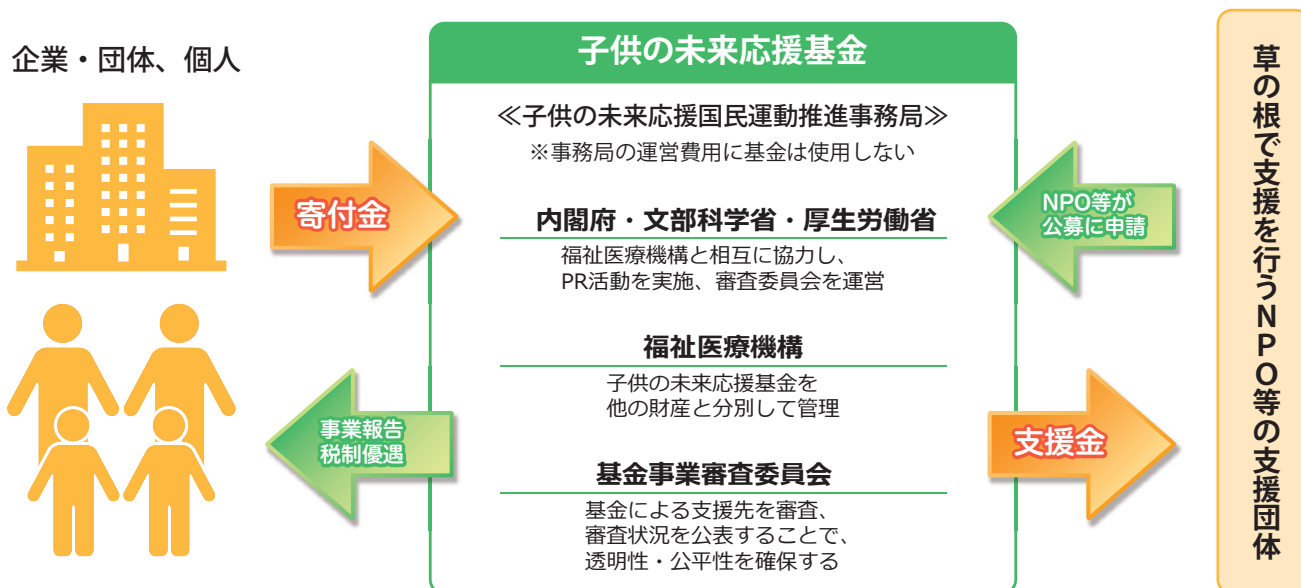 企業・団体、個人
寄付金
事業報告
税制優遇
子供の未来応援基金
≪子供の未来応援国民運動推進事務局≫
※事務局の運営費用に基金は使用しない
内閣府・文部科学省・厚生労働省
福祉医療機構と相互に協力し、
PR活動を実施、審査委員会を運営
福祉医療機構
子供の未来応援基金を
他の財産と分別して管理
基金事業審査委員会
基金による支援先を審査、
審査状況を公表することで、
透明性・公平性を確保する
NPO等が
公募に申請
支援金
草の根で支援を行うNPO等の支援団体